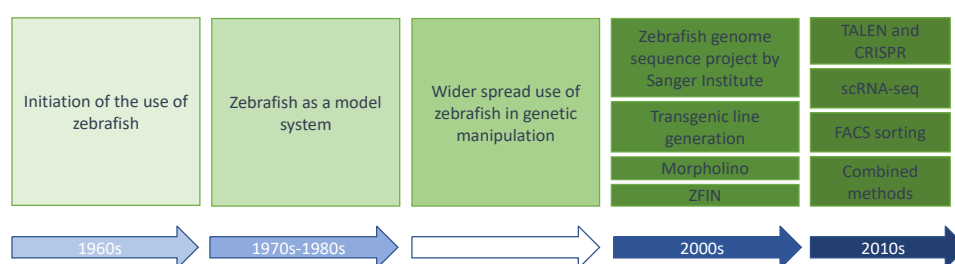 Initiation of the use of
zebrafish
Zebrafish as a model
system
Wider spread use of
zebrafish in genetic
manipulation
Zebrafish genome
sequence project by
Sanger Institute
Transgenic line
generation
Morpholino
ZFIN
TALEN and
CRISPR
scRNA-seq
FACS sorting
Combined
methods
1960s
1970s-1980s
2000s
2010s